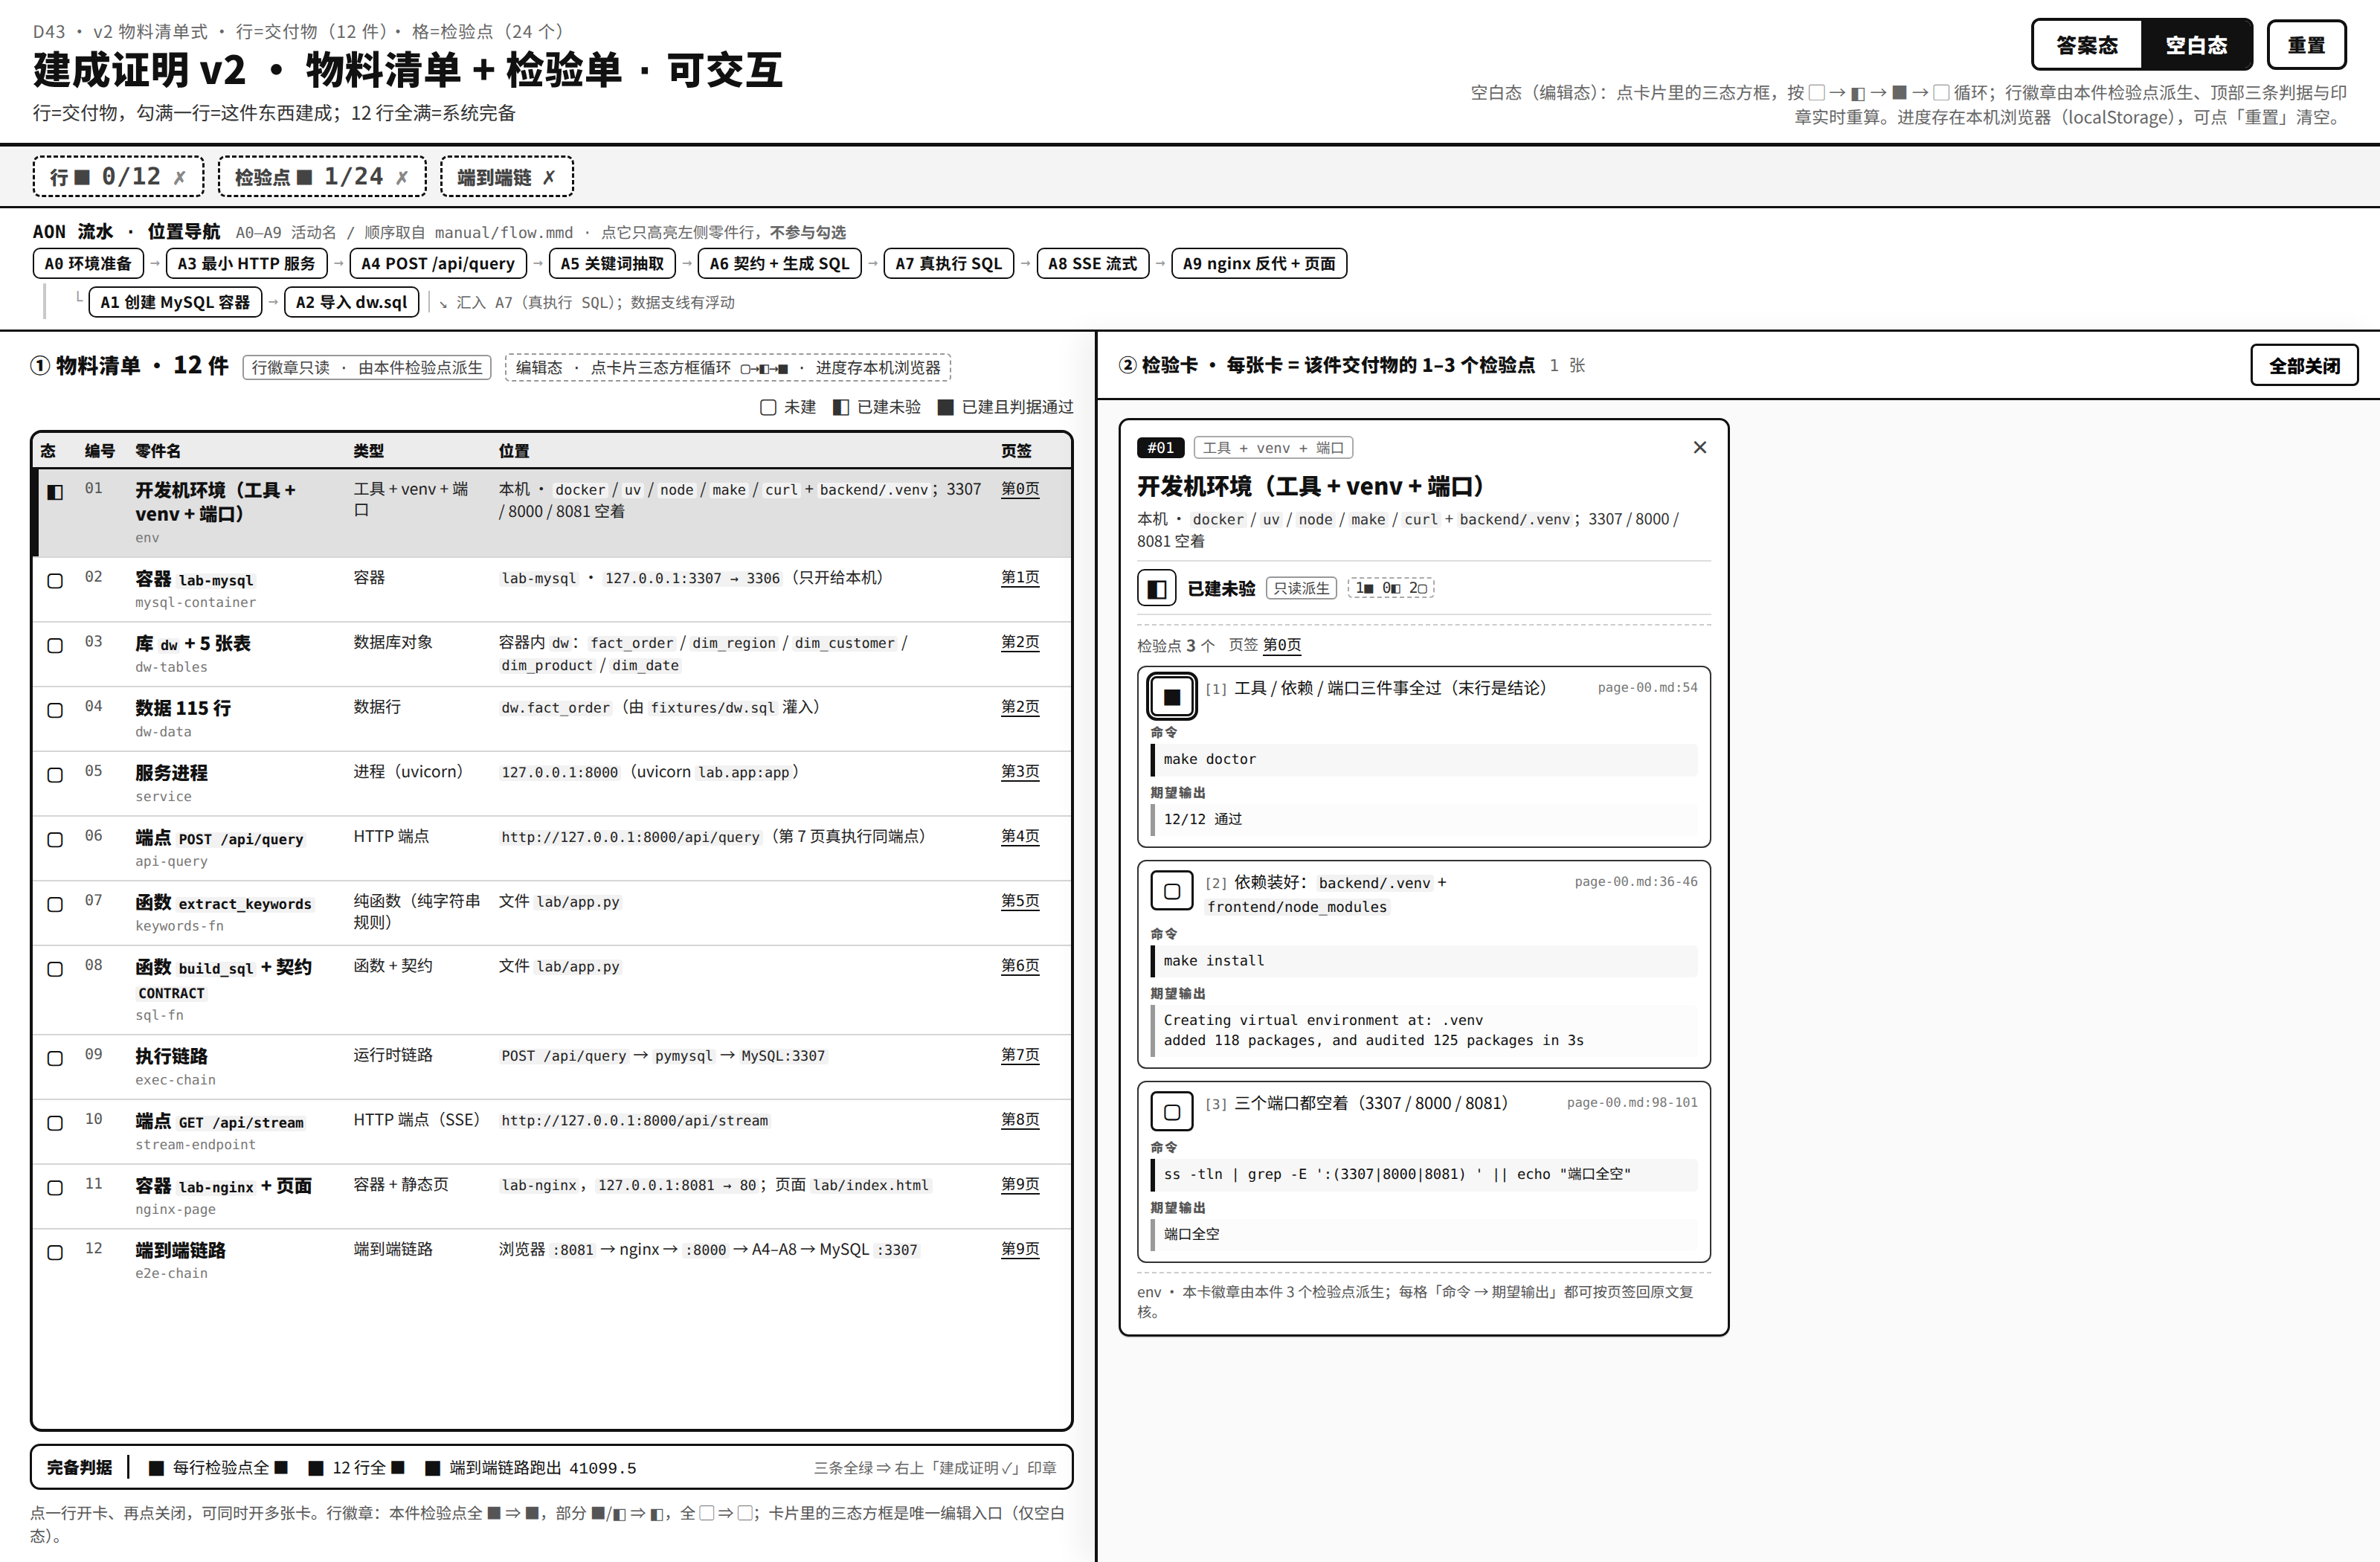 D43 · v2 物料清单式 · 行=交付物（12 件）· 格=检验点（24 个）
建成证明 v2 · 物料清单 + 检验单 · 可交互
行=交付物，勾满一行=这件东西建成；12 行全满=系统完备
答案态 空白态 重置
空白态（编辑态）：点卡片里的三态方框，按 ▢ → ◧ → ■ → ▢ 循环；行徽章由本件检验点派生、顶部三条判据与印
章实时重算。进度存在本机浏览器（localStorage），可点「重置」清空。
行 ■ 0/12 ✗ 检验点 ■ 1/24 ✗ 端到端链 ✗
AON 流水 · 位置导航 A0—A9 活动名 / 顺序取自 manual/flow.mmd · 点它只高亮左侧零件行，不参与勾选
A0 环境准备 → A3 最小 HTTP 服务 → A4 POST /api/query → A5 关键词抽取 → A6 契约 + 生成 SQL → A7 真执行 SQL → A8 SSE 流式 → A9 nginx 反代 + 页面
└ A1 创建 MySQL 容器 → A2 导入 dw.sql ↘ 汇入 A7（真执行 SQL）；数据支线有浮动
① 物料清单 · 12 件 行徽章只读 · 由本件检验点派生 编辑态 · 点卡片三态方框循环 ▢→◧→■ · 进度存本机浏览器
▢ 未建 ◧ 已建未验 ■ 已建且判据通过
态 编号 零件名 类型 位置 页签
◧ 01 开发机环境（工具 + 工具 + venv + 端 本机 · docker / uv / node / make / curl + backend/.venv；3307 第0页
venv + 端口） 口 / 8000 / 8081 空着
env
▢ 02 容器 lab-mysql 容器 lab-mysql · 127.0.0.1:3307 → 3306（只开给本机） 第1页
mysql-container
▢ 03 库 dw + 5 张表 数据库对象 容器内 dw：fact_order / dim_region / dim_customer / 第2页
dw-tables dim_product / dim_date
▢ 04 数据 115 行 数据行 dw.fact_order（由 fixtures/dw.sql 灌入） 第2页
dw-data
▢ 05 服务进程 进程（uvicorn） 127.0.0.1:8000（uvicorn lab.app:app） 第3页
service
▢ 06 端点 POST /api/query HTTP 端点 http://127.0.0.1:8000/api/query（第 7 页真执行同端点） 第4页
api-query
▢ 07 函数 extract_keywords 纯函数（纯字符串 文件 lab/app.py 第5页
keywords-fn 规则）
▢ 08 函数 build_sql + 契约 函数 + 契约 文件 lab/app.py 第6页
CONTRACT
sql-fn
▢ 09 执行链路 运行时链路 POST /api/query → pymysql → MySQL:3307 第7页
exec-chain
▢ 10 端点 GET /api/stream HTTP 端点（SSE） http://127.0.0.1:8000/api/stream 第8页
stream-endpoint
▢ 11 容器 lab-nginx + 页面 容器 + 静态页 lab-nginx，127.0.0.1:8081 → 80；页面 lab/index.html 第9页
nginx-page
▢ 12 端到端链路 端到端链路 浏览器 :8081 → nginx → :8000 → A4–A8 → MySQL :3307 第9页
e2e-chain
完备判据 ■ 每行检验点全 ■ ■ 12 行全 ■ ■ 端到端链路跑出 41099.5 三条全绿 ⇒ 右上「建成证明 ✓」印章
点一行开卡、再点关闭，可同时开多张卡。行徽章：本件检验点全 ■ ⇒ ■，部分 ■/◧ ⇒ ◧，全 ▢ ⇒ ▢；卡片里的三态方框是唯一编辑入口（仅空白
态）。
② 检验卡 · 每张卡 = 该件交付物的 1–3 个检验点 1 张 全部关闭
#01 工具 + venv + 端口 ✕
开发机环境（工具 + venv + 端口）
本机 · docker / uv / node / make / curl + backend/.venv；3307 / 8000 /
8081 空着
◧ 已建未验 只读派生 1■ 0◧ 2▢
检验点 3 个 页签 第0页
■ [1] 工具 / 依赖 / 端口三件事全过（末行是结论） page-00.md:54
命令
make doctor
期望输出
12/12 通过
▢ [2] 依赖装好：backend/.venv + page-00.md:36-46
frontend/node_modules
命令
make install
期望输出
Creating virtual environment at: .venv
added 118 packages, and audited 125 packages in 3s
▢ [3] 三个端口都空着（3307 / 8000 / 8081） page-00.md:98-101
命令
ss -tln | grep -E ':(3307|8000|8081) ' || echo "端口全空"
期望输出
端口全空
env · 本卡徽章由本件 3 个检验点派生；每格「命令 → 期望输出」都可按页签回原文复
核。